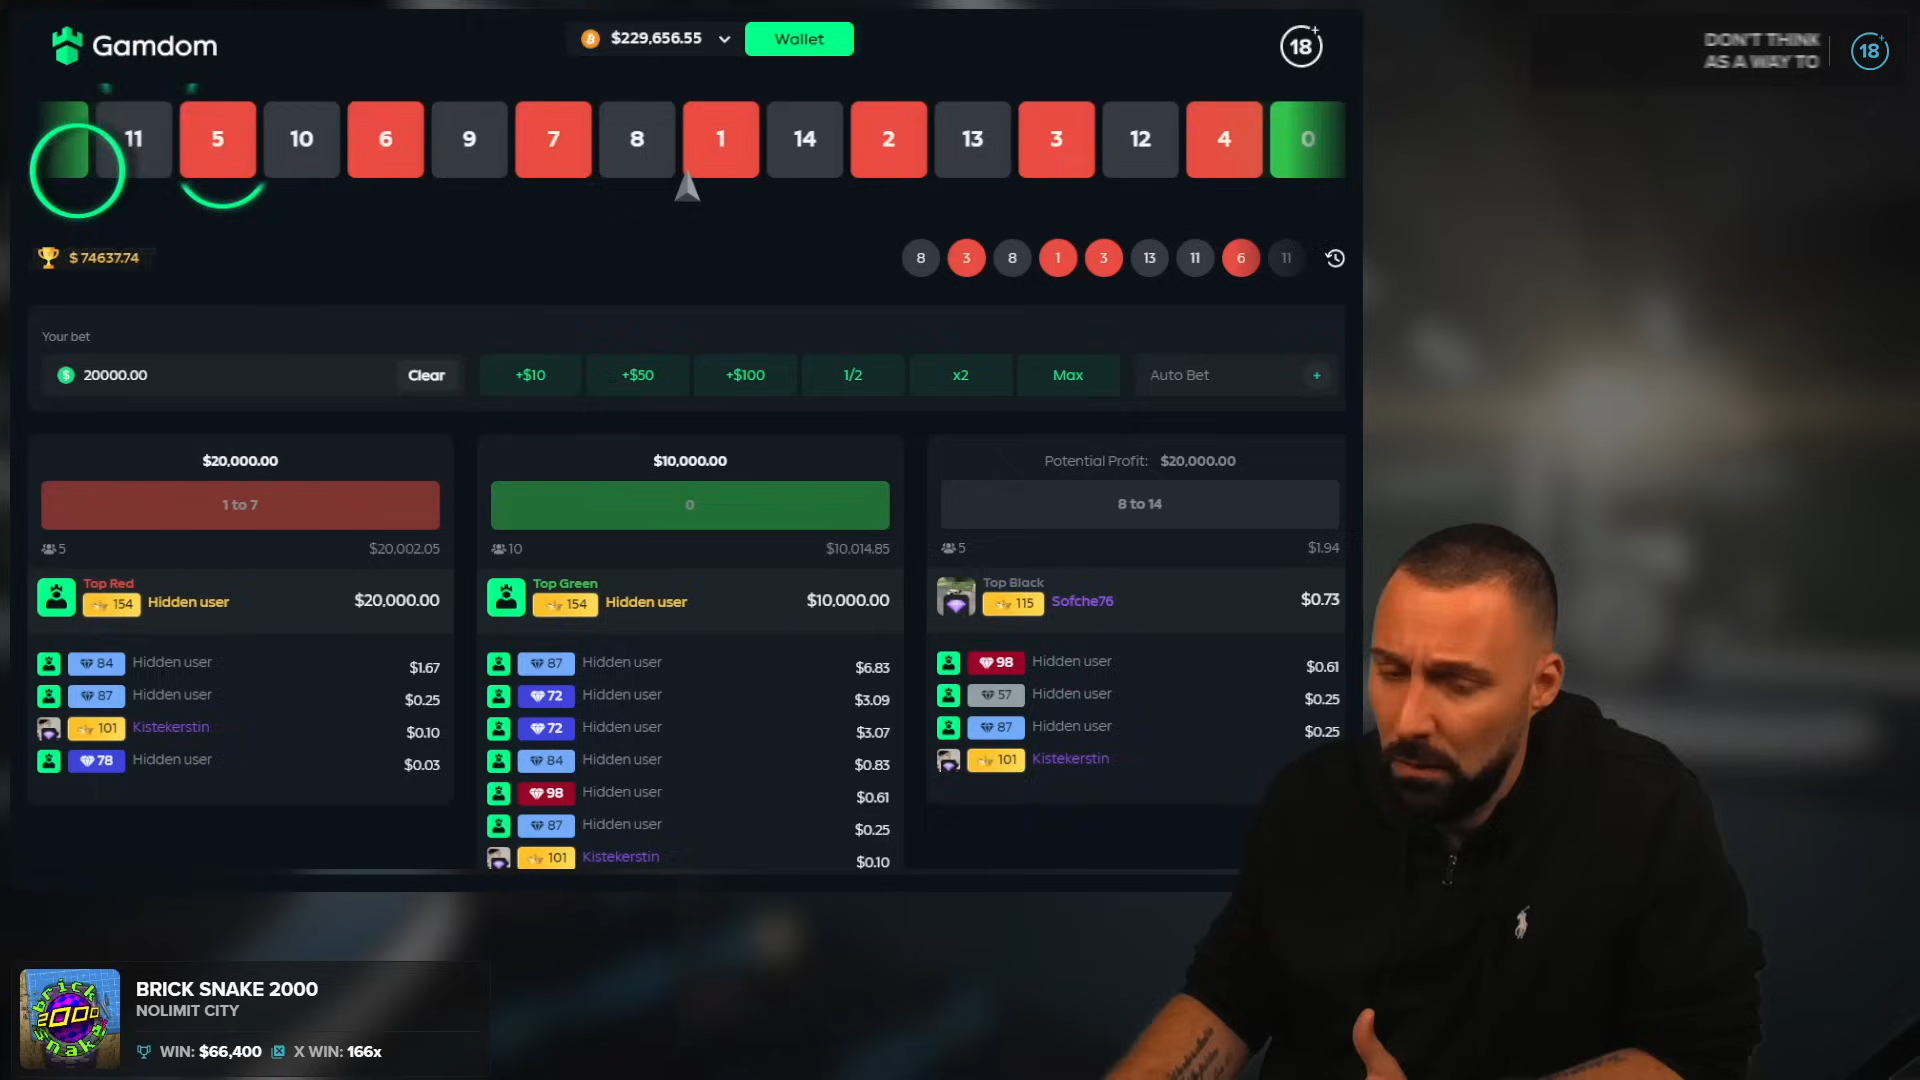 Gamdom
$229,656.55
Wallet
18+
DON'T THINK
AS A WAY TO
18+
11 5 10 6 9 7 8 1 14 2 13 3 12 4 0
$ 74637.74
8 3 8 1 3 13 11 6 11
Your bet
20000.00 Clear +$10 +$50 +$100 1/2 x2 Max Auto Bet +
$20,000.00
1 to 7
5 $20,002.05
Top Red
154 Hidden user $20,000.00
84 Hidden user $1.67
87 Hidden user $0.25
101 Kistekerstin $0.10
78 Hidden user $0.03
$10,000.00
0
10 $10,014.85
Top Green
154 Hidden user $10,000.00
87 Hidden user $6.83
72 Hidden user $3.09
72 Hidden user $3.07
84 Hidden user $0.83
98 Hidden user $0.61
87 Hidden user $0.25
101 Kistekerstin $0.10
Potential Profit: $20,000.00
8 to 14
5 $1.94
Top Black
115 Sofche76 $0.73
98 Hidden user $0.61
57 Hidden user $0.25
87 Hidden user $0.25
101 Kistekerstin
brick
2000
snake
BRICK SNAKE 2000
NOLIMIT CITY
WIN: $66,400 X WIN: 166x